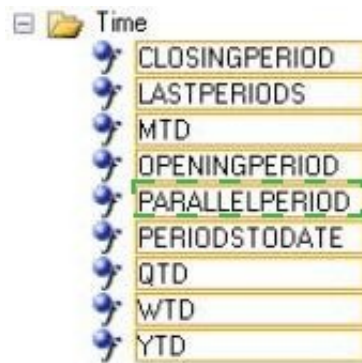 Time
CLOSINGPERIOD
LASTPERIODS
MTD
OPENINGPERIOD
PARALLELPERIOD
PERIODSTODATE
QTD
WTD
YTD